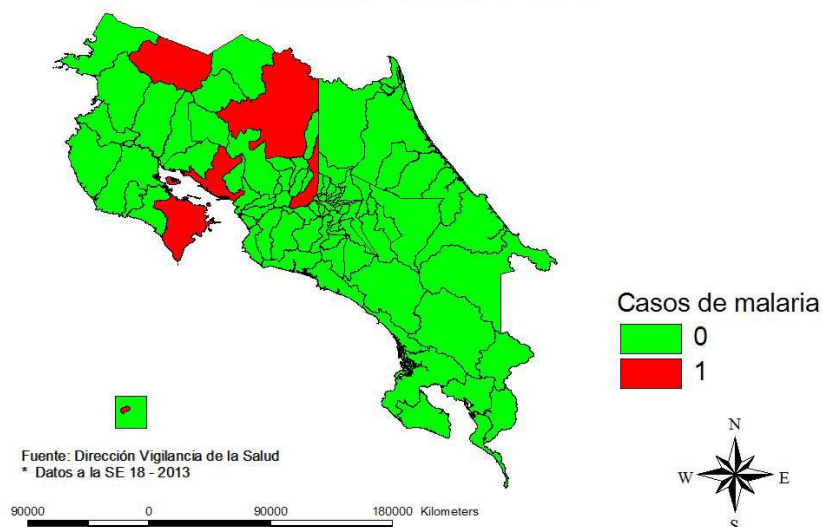 Casos de malaria
0
1
Fuente: Dirección Vigilancia de la Salud
* Datos a la SE 18 - 2013
90000 0 90000 180000 Kilometers
N
W E
S